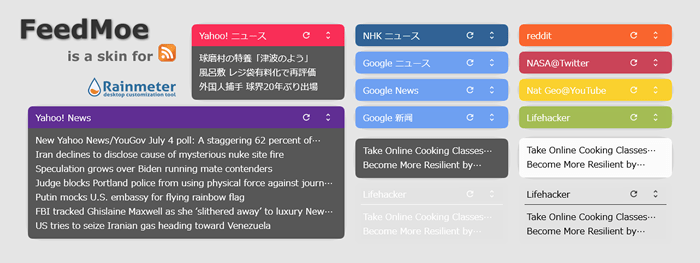 FeedMoe
is a skin for
Rainmeter
desktop customization tool
Yahoo! ニュース
球磨村の特養「津波のよう」
風呂敷 レジ袋有料化で再評価
外国人捕手 球界20年ぶり出場
Yahoo! News
New Yahoo News/YouGov July 4 poll: A staggering 62 percent of…
Iran declines to disclose cause of mysterious nuke site fire
Speculation grows over Biden running mate contenders
Judge blocks Portland police from using physical force against journ…
Putin mocks U.S. embassy for flying rainbow flag
FBI tracked Ghislaine Maxwell as she 'slithered away' to luxury New…
US tries to seize Iranian gas heading toward Venezuela
NHK ニュース
Google ニュース
Google News
Google 新闻
Take Online Cooking Classes…
Become More Resilient by…
Lifehacker
Take Online Cooking Classes…
Become More Resilient by…
reddit
NASA@Twitter
Nat Geo@YouTube
Lifehacker
Take Online Cooking Classes…
Become More Resilient by…
Lifehacker
Take Online Cooking Classes…
Become More Resilient by…